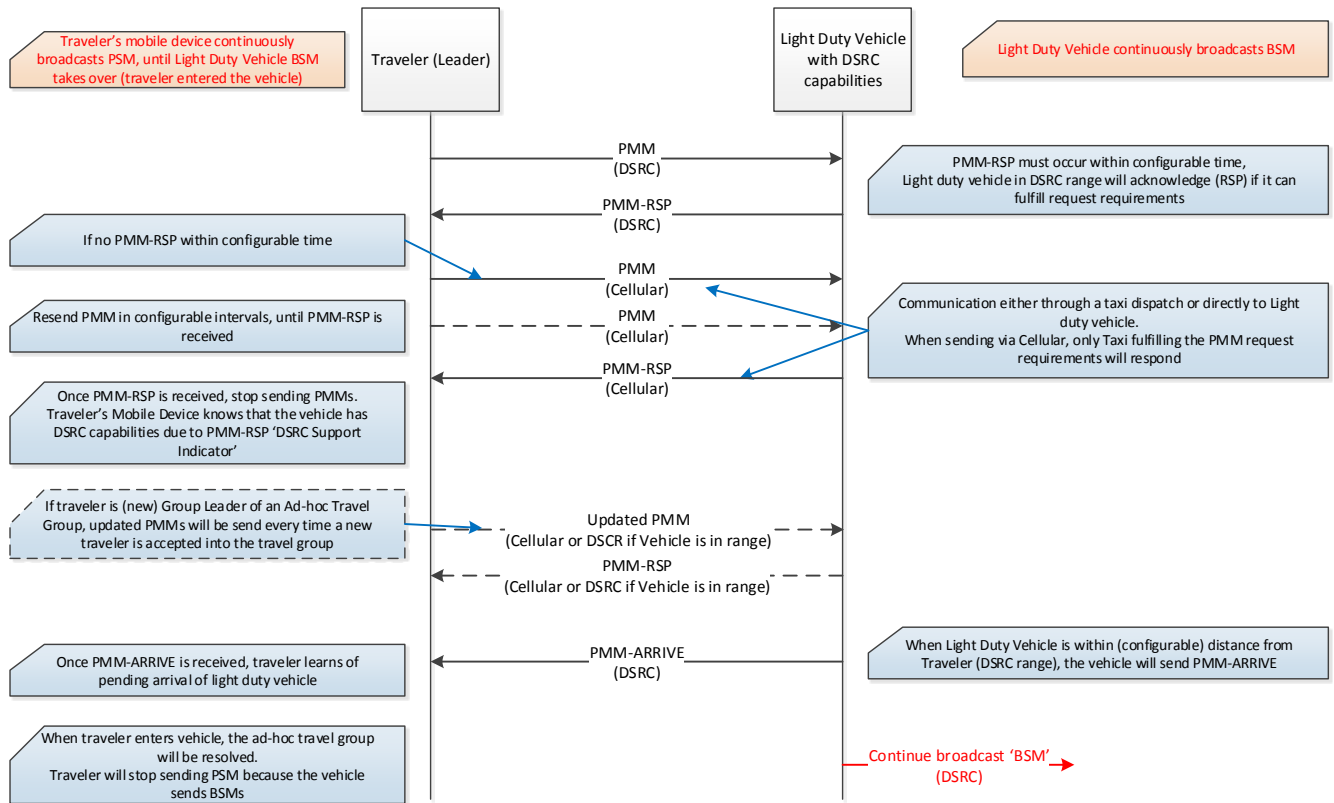 Traveler's mobile device continuously
broadcasts PSM, until Light Duty Vehicle BSM
takes over (traveler entered the vehicle)
Traveler (Leader)
Light Duty Vehicle
with DSRC
capabilities
Light Duty Vehicle continuously broadcasts BSM
PMM
(DSRC)
PMM-RSP must occur within configurable time,
Light duty vehicle in DSRC range will acknowledge (RSP) if it can
fulfill request requirements
PMM-RSP
(DSRC)
If no PMM-RSP within configurable time
PMM
(Cellular)
Communication either through a taxi dispatch or directly to Light
duty vehicle.
When sending via Cellular, only Taxi fulfilling the PMM request
requirements will respond
Resend PMM in configurable intervals, until PMM-RSP is
received
PMM
(Cellular)
PMM-RSP
(Cellular)
Once PMM-RSP is received, stop sending PMMs.
Traveler's Mobile Device knows that the vehicle has
DSRC capabilities due to PMM-RSP 'DSRC Support
Indicator'
If traveler is (new) Group Leader of an Ad-hoc Travel
Group, updated PMMs will be send every time a new
traveler is accepted into the travel group
Updated PMM
(Cellular or DSCR if Vehicle is in range)
PMM-RSP
(Cellular or DSRC if Vehicle is in range)
When Light Duty Vehicle is within (configurable) distance from
Traveler (DSRC range), the vehicle will send PMM-ARRIVE
Once PMM-ARRIVE is received, traveler learns of
pending arrival of light duty vehicle
PMM-ARRIVE
(DSRC)
When traveler enters vehicle, the ad-hoc travel group
will be resolved.
Traveler will stop sending PSM because the vehicle
sends BSMs
Continue broadcast 'BSM'
(DSRC)